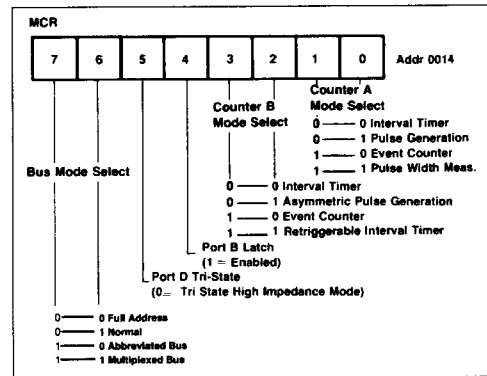 MCR
7 6 5 4 3 2 1 0 Addr 0014
Counter A
Mode Select
0 0 Interval Timer
0 1 Pulse Generation
1 0 Event Counter
1 1 Pulse Width Meas.
Counter B
Mode Select
0 0 Interval Timer
0 1 Asymmetric Pulse Generation
1 0 Event Counter
1 1 Retriggerable Interval Timer
Port B Latch
(1 = Enabled)
Port D Tri-State
(0= Tri State High Impedance Mode)
Bus Mode Select
0 0 Full Address
0 1 Normal
1 0 Abbreviated Bus
1 1 Multiplexed Bus